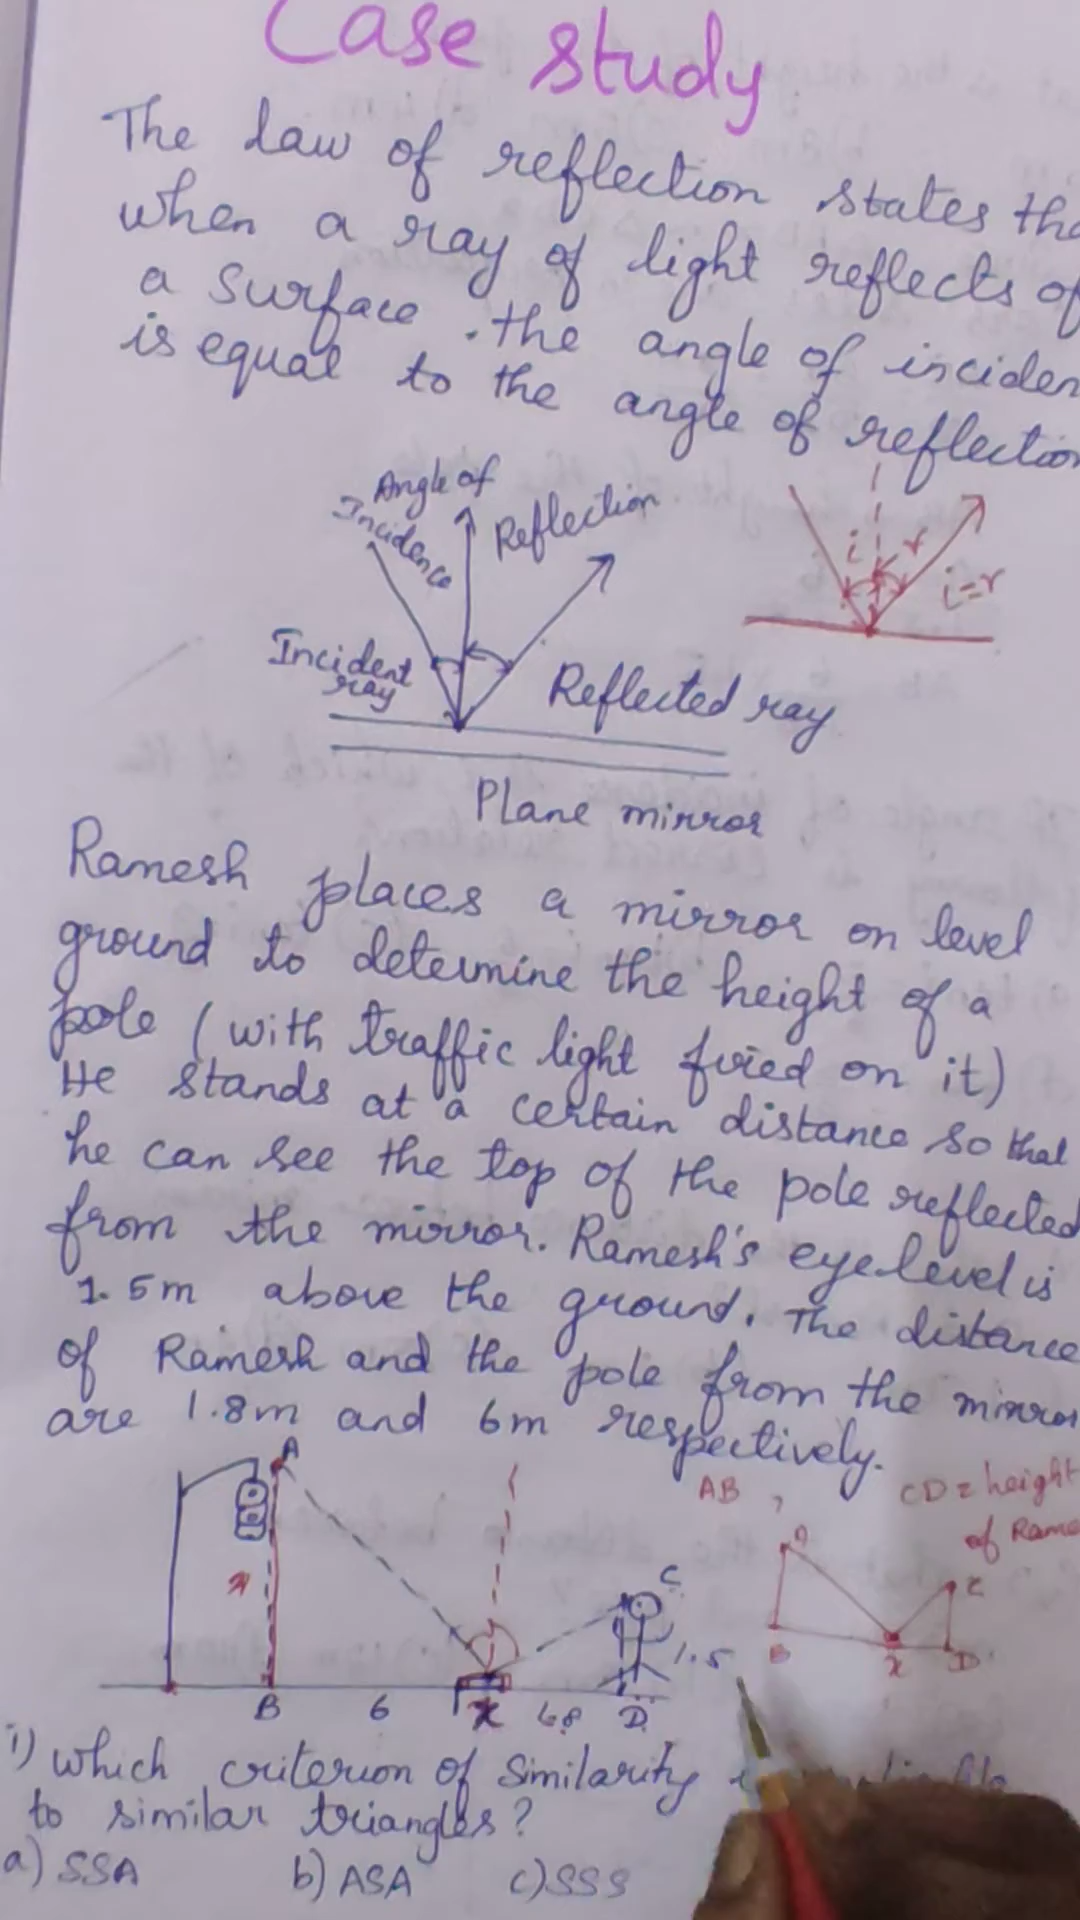 Case study
The law of reflection states tha
when a ray of light reflects of
a surface . the angle of inciden
is equal to the angle of reflection
Angle of
Incidence
Reflection
i r
i=r
Incident
ray
Reflected ray
Plane mirror
Ramesh places a mirror on level
ground to determine the height of a
pole (with traffic light fixed on it)
He stands at a certain distance so that
he can see the top of the pole reflected
from the mirror. Ramesh's eye level is
1.5m above the ground. The distance
of Ramesh and the pole from the mirror
are 1.8m and 6m respectively.
A
C
1.5
B 6 X D
AB ,
CD = height
of Rame
A
C
B X D
i) Which criterion of Similarity
to similar triangles?
a) SSA b) ASA c) SSS